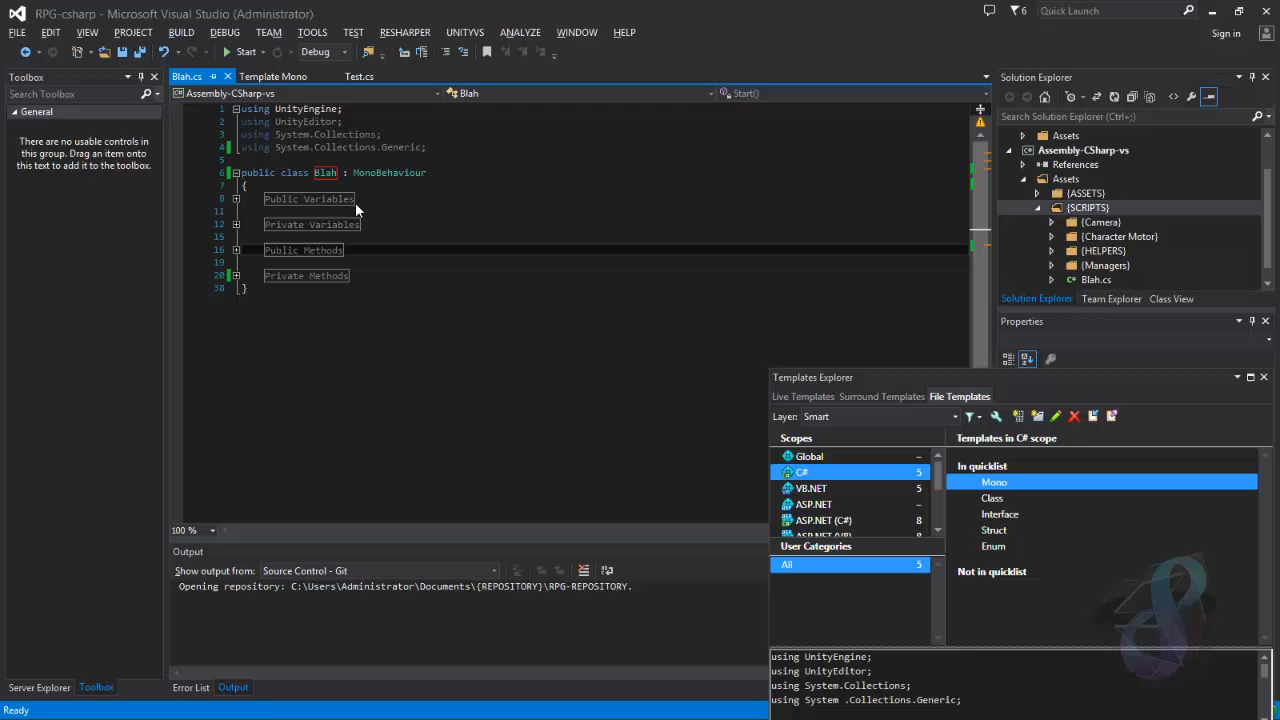 RPG-csharp - Microsoft Visual Studio (Administrator)
6
Quick Launch
FILE EDIT VIEW PROJECT BUILD DEBUG TEAM TOOLS TEST RESHARPER UNITYVS ANALYZE WINDOW HELP
Sign in
Start
Debug
Toolbox
Search Toolbox
General
There are no usable controls in
this group. Drag an item onto
this text to add it to the toolbox.
Server Explorer Toolbox
Blah.cs Template Mono Test.cs
Assembly-CSharp-vs Blah Start()
1 using UnityEngine;
2 using UnityEditor;
3 using System.Collections;
4 using System.Collections.Generic;
5
6 public class Blah : MonoBehaviour
7 {
8 Public Variables
11
12 Private Variables
15
16 Public Methods
19
20 Private Methods
38 }
100 %
Output
Show output from: Source Control - Git
Opening repository: C:\Users\Administrator\Documents\{REPOSITORY}\RPG-REPOSITORY.
Error List Output
Ready
Solution Explorer
Search Solution Explorer (Ctrl+;)
Assets
Assembly-CSharp-vs
References
Assets
{ASSETS}
{SCRIPTS}
{Camera}
{Character Motor}
{HELPERS}
{Managers}
Blah.cs
Solution Explorer Team Explorer Class View
Properties
Templates Explorer
Live Templates Surround Templates File Templates
Layer: Smart
Scopes
Global –
C# 5
VB.NET 5
ASP.NET –
ASP.NET (C#) 8
ASP.NET (VB) 8
User Categories
All 5
Templates in C# scope
In quicklist
Mono
Class
Interface
Struct
Enum
Not in quicklist
using UnityEngine;
using UnityEditor;
using System.Collections;
using System .Collections.Generic;